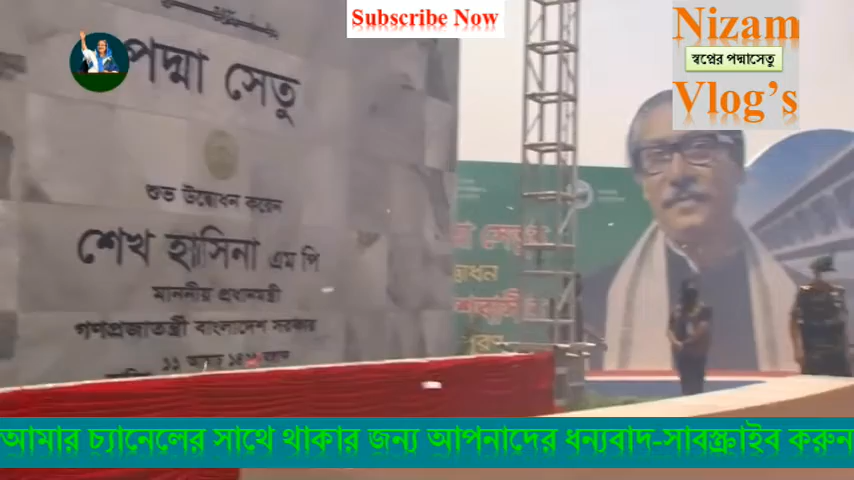 Subscribe Now
Nizam
স্বপ্নের পদ্মাসেতু
Vlog's
পদ্মা সেতু
শুভ উদ্বোধন করেন
শেখ হাসিনা এম পি
মাননীয় প্রধানমন্ত্রী
গণপ্রজাতন্ত্রী বাংলাদেশ সরকার
আমার চ্যানেলের সাথে থাকার জন্য আপনাদের ধন্যবাদ-সাবস্ক্রাইব করুন